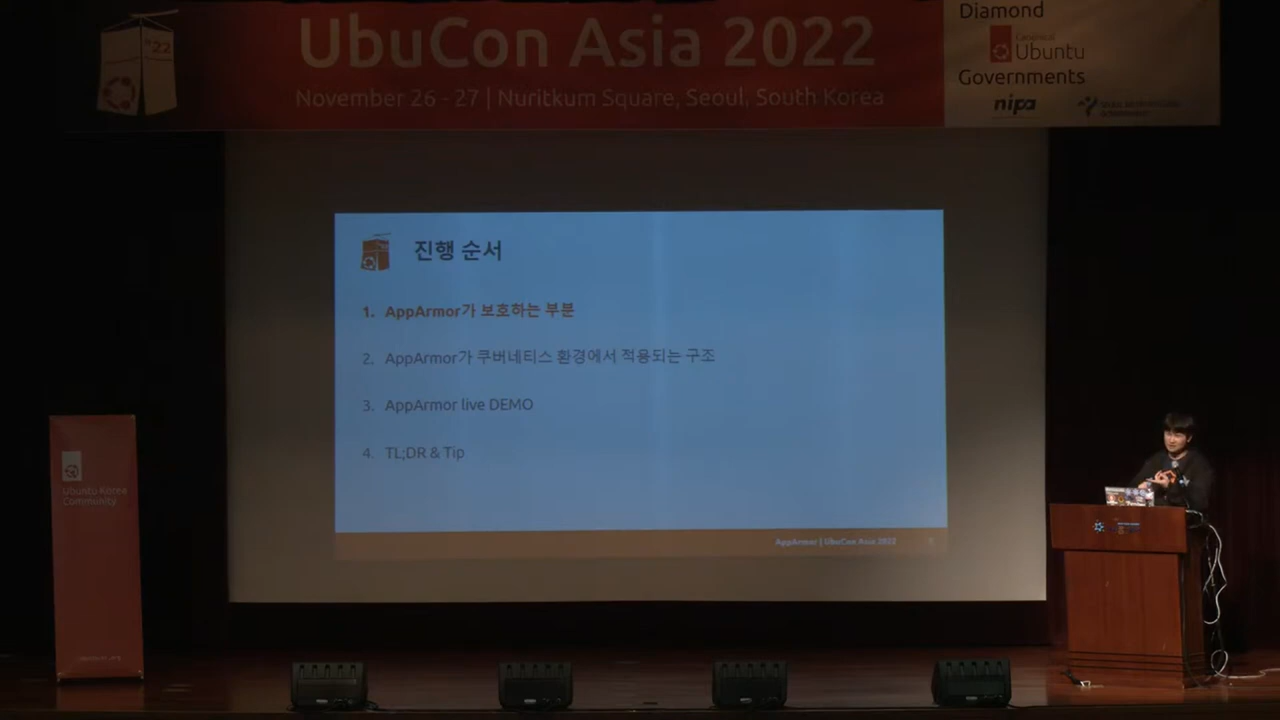 UbuCon Asia 2022
November 26 - 27 | Nuritkum Square, Seoul, South Korea
Diamond
Canonical
Ubuntu
Governments
nipa
22
진행 순서
1. AppArmor가 보호하는 부분
2. AppArmor가 쿠버네티스 환경에서 적용되는 구조
3. AppArmor live DEMO
4. TL;DR & Tip
AppArmor | UbuCon Asia 2022
Ubuntu Korea
Community